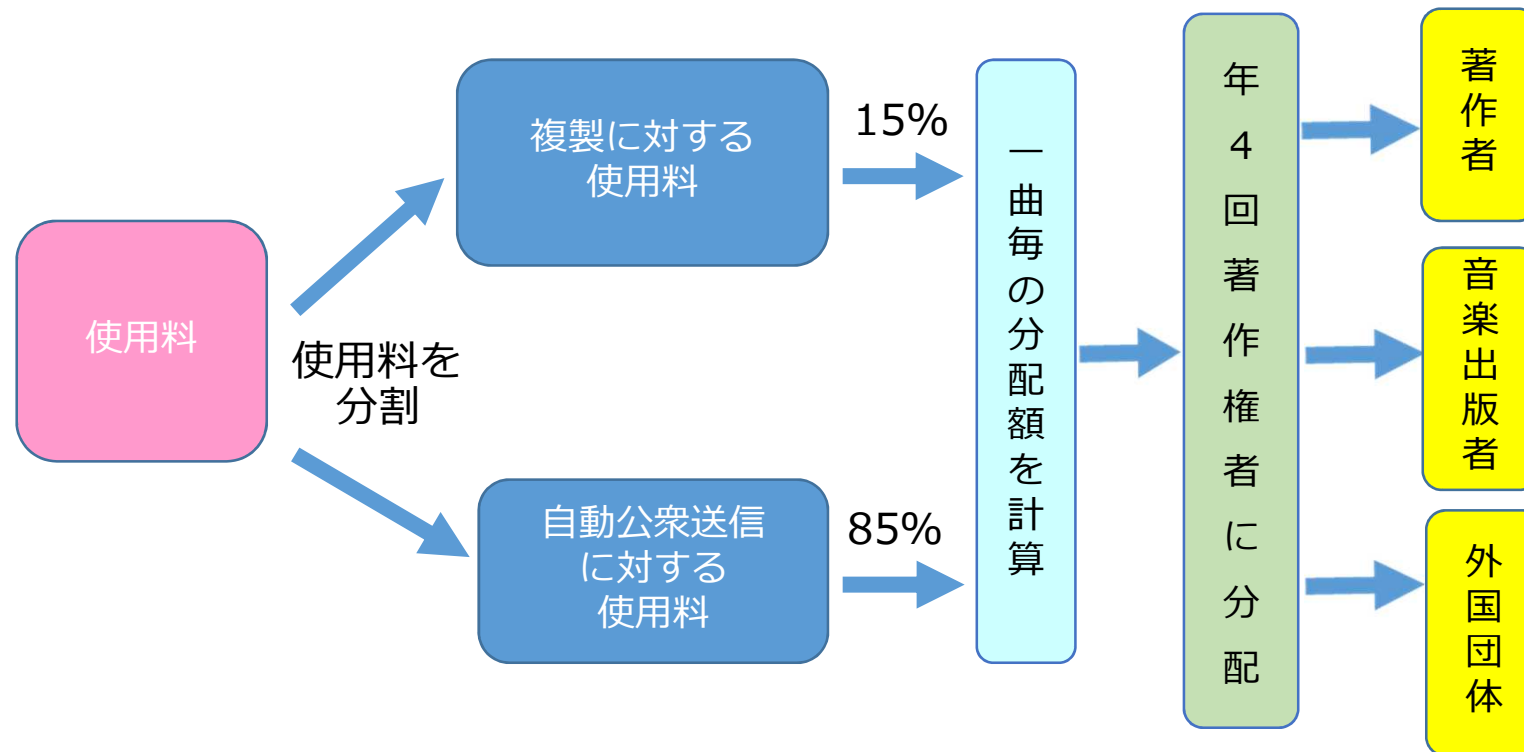 使用料
使用料を
分割
複製に対する
使用料
15%
自動公衆送信
に対する
使用料
85%
一曲毎の分配額を計算
年４回著作権者に分配
著作者
音楽出版者
外国団体